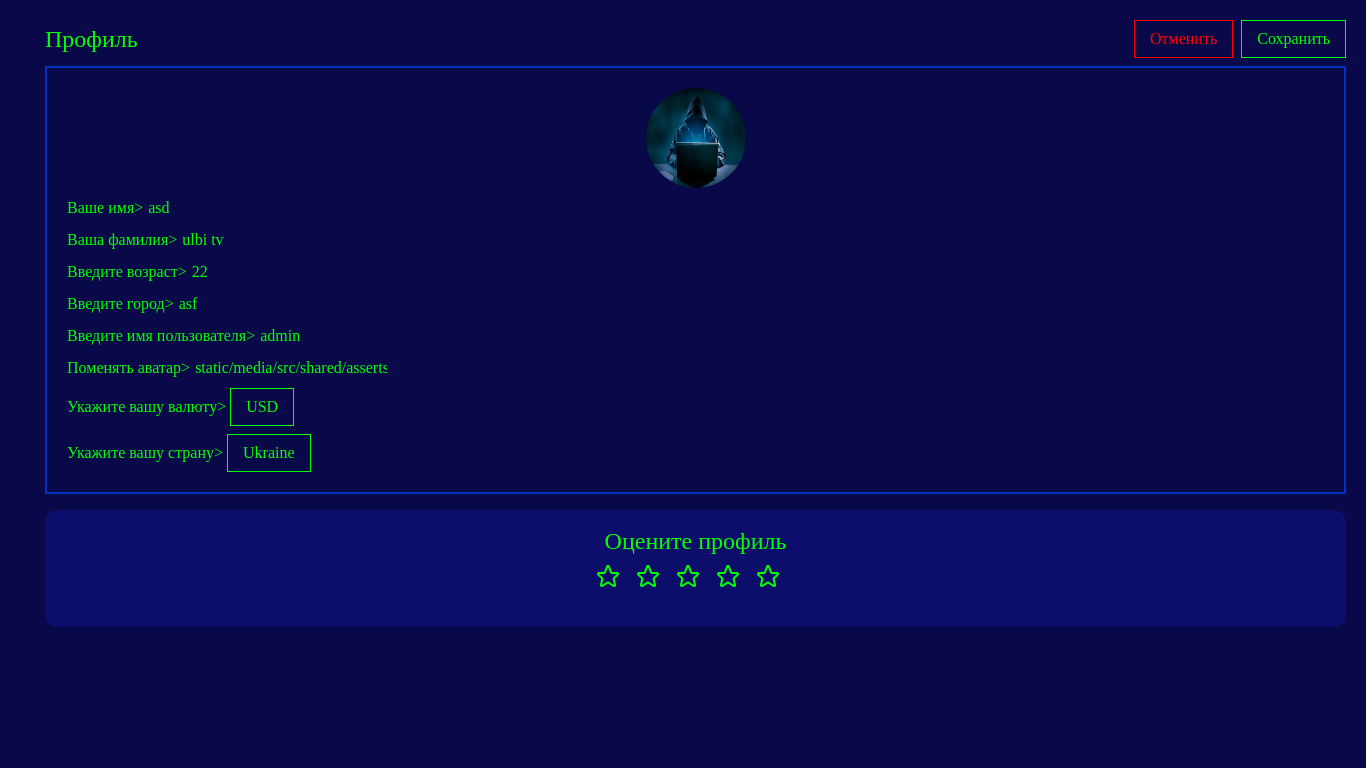 Профиль
Отменить
Сохранить
Ваше имя> asd
Ваша фамилия> ulbi tv
Введите возраст> 22
Введите город> asf
Введите имя пользователя> admin
Поменять аватар> static/media/src/shared/asserts
Укажите вашу валюту> USD
Укажите вашу страну> Ukraine
Оцените профиль